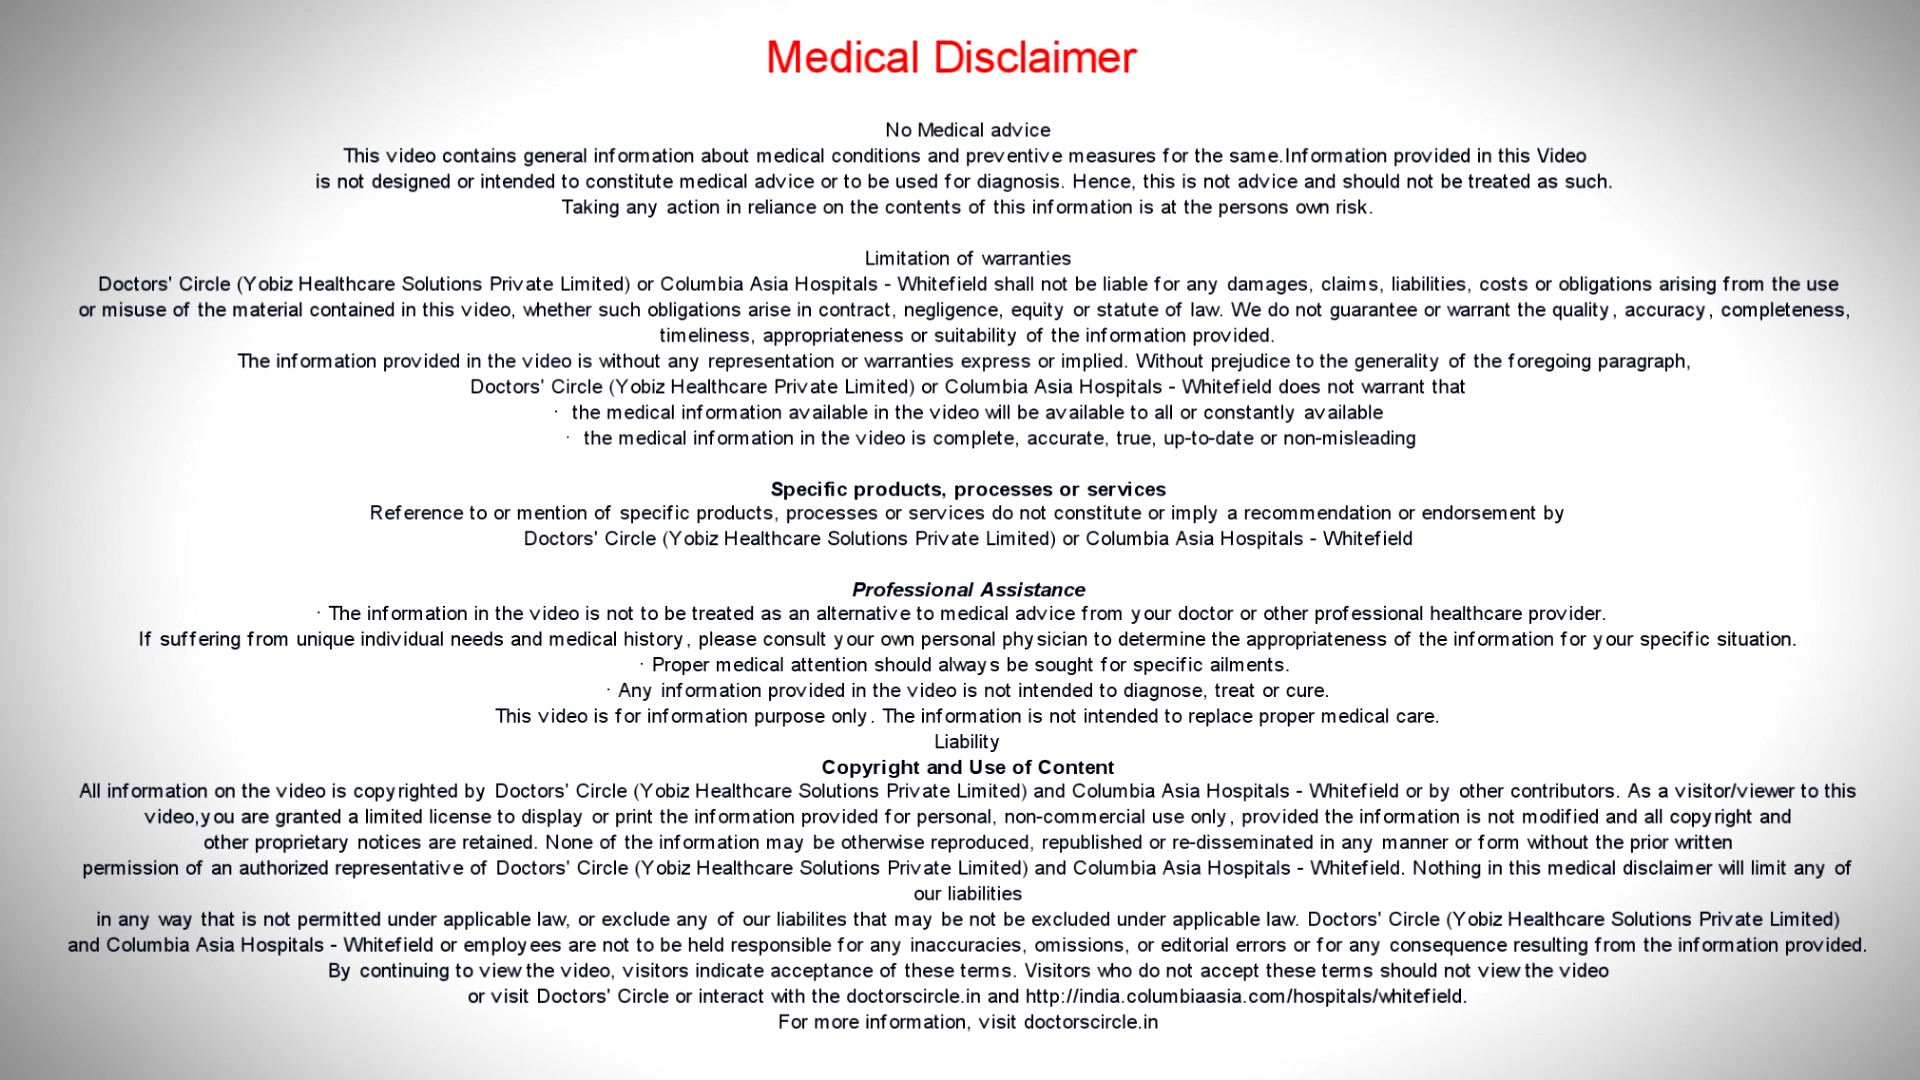 Medical Disclaimer
No Medical advice
This video contains general information about medical conditions and preventive measures for the same.Information provided in this Video
is not designed or intended to constitute medical advice or to be used for diagnosis. Hence, this is not advice and should not be treated as such.
Taking any action in reliance on the contents of this information is at the persons own risk.
Limitation of warranties
Doctors' Circle (Yobiz Healthcare Solutions Private Limited) or Columbia Asia Hospitals - Whitefield shall not be liable for any damages, claims, liabilities, costs or obligations arising from the use
or misuse of the material contained in this video, whether such obligations arise in contract, negligence, equity or statute of law. We do not guarantee or warrant the quality, accuracy, completeness,
timeliness, appropriateness or suitability of the information provided.
The information provided in the video is without any representation or warranties express or implied. Without prejudice to the generality of the foregoing paragraph,
Doctors' Circle (Yobiz Healthcare Private Limited) or Columbia Asia Hospitals - Whitefield does not warrant that
· the medical information available in the video will be available to all or constantly available
· the medical information in the video is complete, accurate, true, up-to-date or non-misleading
Specific products, processes or services
Reference to or mention of specific products, processes or services do not constitute or imply a recommendation or endorsement by
Doctors' Circle (Yobiz Healthcare Solutions Private Limited) or Columbia Asia Hospitals - Whitefield
Professional Assistance
· The information in the video is not to be treated as an alternative to medical advice from your doctor or other professional healthcare provider.
If suffering from unique individual needs and medical history, please consult your own personal physician to determine the appropriateness of the information for your specific situation.
· Proper medical attention should always be sought for specific ailments.
· Any information provided in the video is not intended to diagnose, treat or cure.
This video is for information purpose only. The information is not intended to replace proper medical care.
Liability
Copyright and Use of Content
All information on the video is copyrighted by Doctors' Circle (Yobiz Healthcare Solutions Private Limited) and Columbia Asia Hospitals - Whitefield or by other contributors. As a visitor/viewer to this
video,you are granted a limited license to display or print the information provided for personal, non-commercial use only, provided the information is not modified and all copyright and
other proprietary notices are retained. None of the information may be otherwise reproduced, republished or re-disseminated in any manner or form without the prior written
permission of an authorized representative of Doctors' Circle (Yobiz Healthcare Solutions Private Limited) and Columbia Asia Hospitals - Whitefield. Nothing in this medical disclaimer will limit any of
our liabilities
in any way that is not permitted under applicable law, or exclude any of our liabilites that may be not be excluded under applicable law. Doctors' Circle (Yobiz Healthcare Solutions Private Limited)
and Columbia Asia Hospitals - Whitefield or employees are not to be held responsible for any inaccuracies, omissions, or editorial errors or for any consequence resulting from the information provided.
By continuing to view the video, visitors indicate acceptance of these terms. Visitors who do not accept these terms should not view the video
or visit Doctors' Circle or interact with the doctorscircle.in and http://india.columbiaasia.com/hospitals/whitefield.
For more information, visit doctorscircle.in